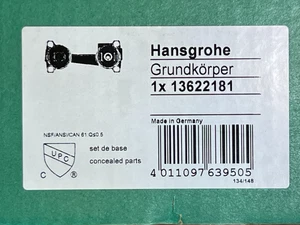 Hansgrohe
Grundkörper
1x 13622181
Made in Germany
NSF/ANSI/CAN 61:Q≤0.5
UPC
®
C ®
set de base
concealed parts
4 011097 639505
134/146